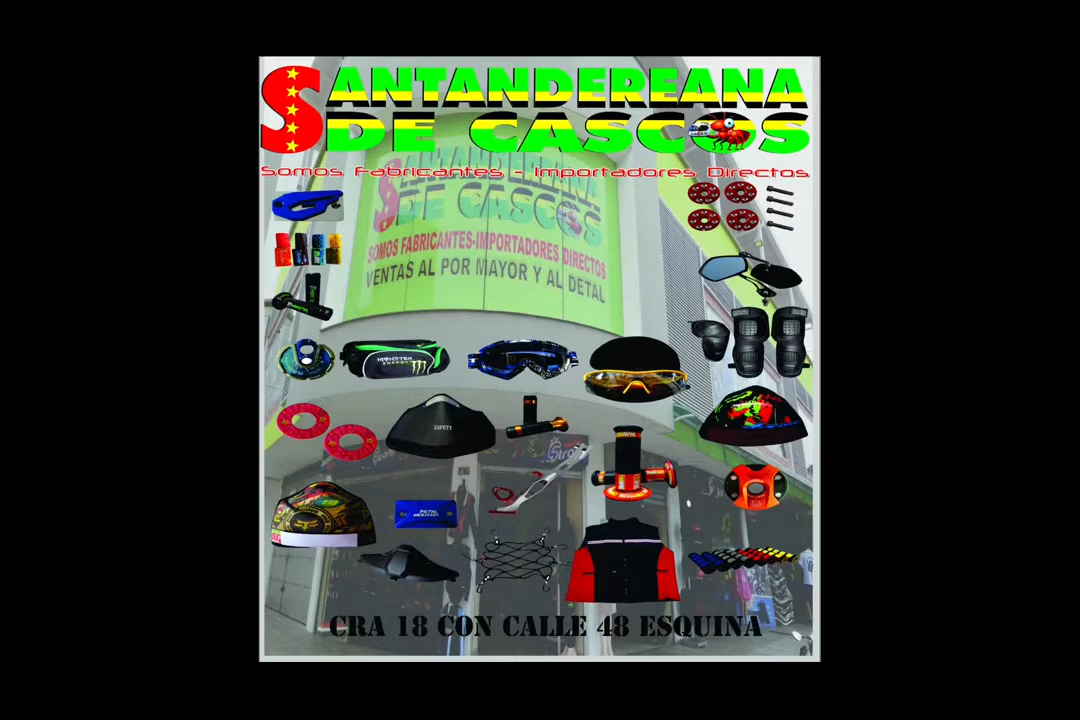 SANTANDEREANA
DE CASCOS
Somos Fabricantes - Importadores Directos
SANTANDEREANA
DE CASCOS
SOMOS FABRICANTES-IMPORTADORES DIRECTOS
VENTAS AL POR MAYOR Y AL DETAL
MONSTER
ENERGY
CRA 18 CON CALLE 48 ESQUINA